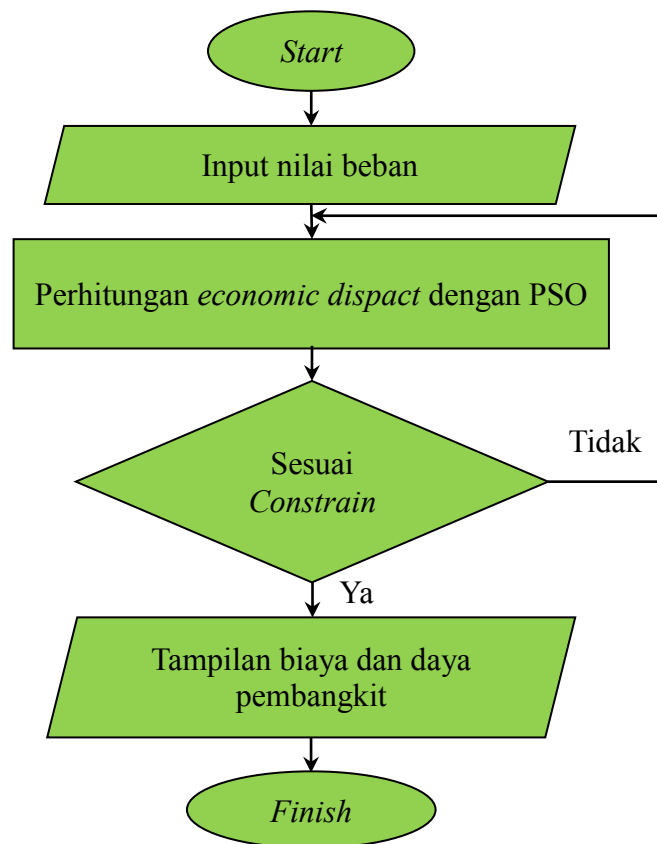 Start
Input nilai beban
Perhitungan economic dispact dengan PSO
Sesuai
Constrain
Tidak
Ya
Tampilan biaya dan daya
pembangkit
Finish